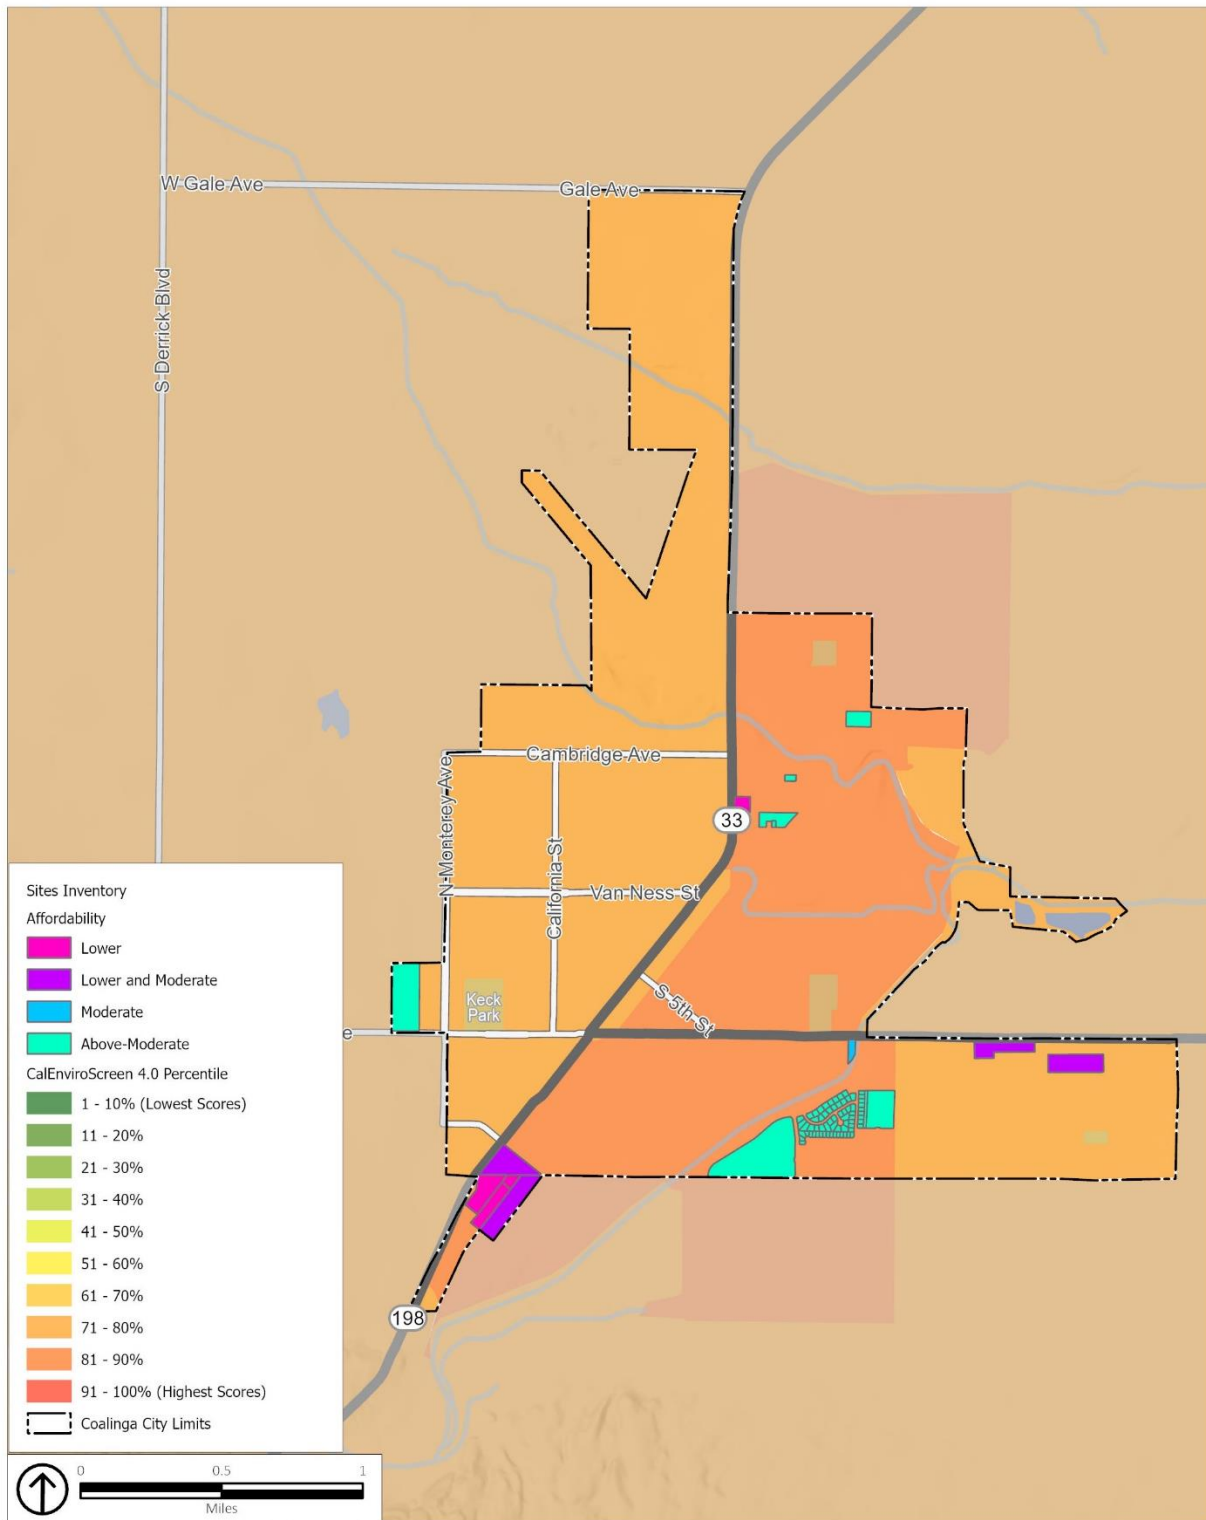 W Gale Ave
Gale Ave
S Derrick Blvd
Cambridge Ave
N Monterey Ave
33
California St
Van Ness St
Keck
Park
S 5th St
e
198
Sites Inventory
Affordability
Lower
Lower and Moderate
Moderate
Above-Moderate
CalEnviroScreen 4.0 Percentile
1 - 10% (Lowest Scores)
11 - 20%
21 - 30%
31 - 40%
41 - 50%
51 - 60%
61 - 70%
71 - 80%
81 - 90%
91 - 100% (Highest Scores)
Coalinga City Limits
0 0.5 1
Miles